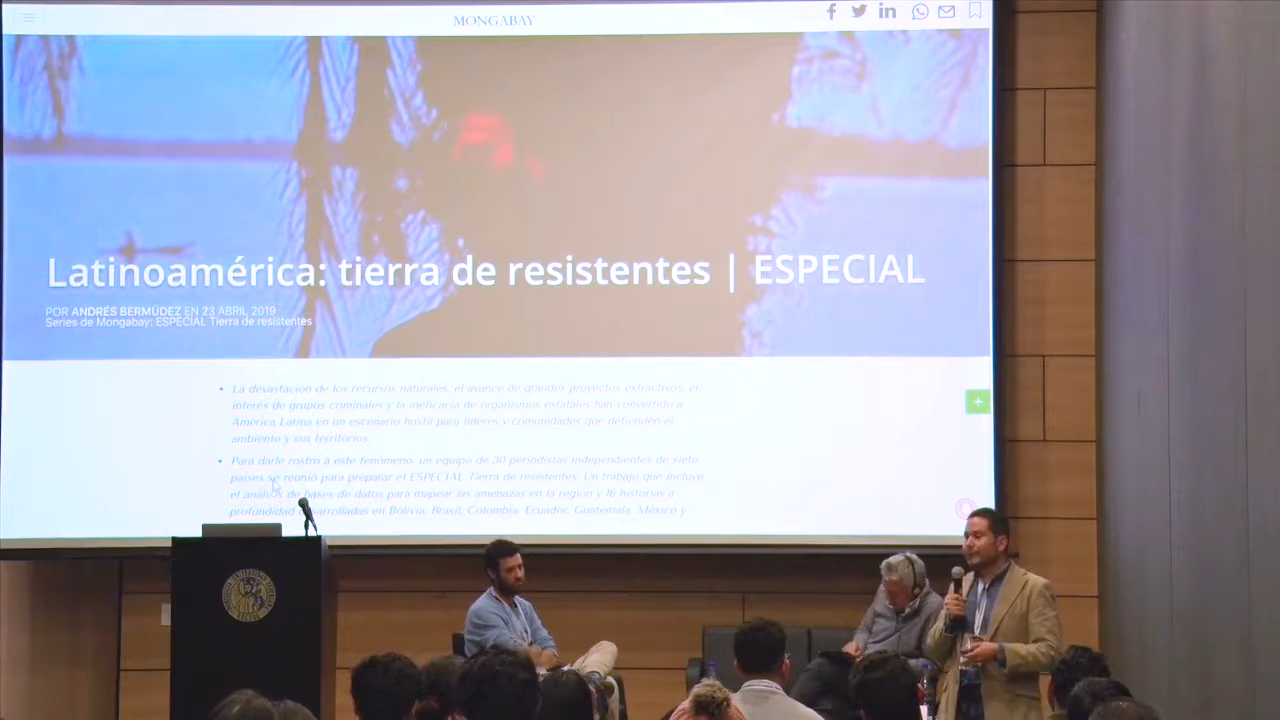 MONGABAY
Latinoamérica: tierra de resistentes | ESPECIAL
POR ANDRÉS BERMÚDEZ EN 23 ABRIL 2019
Series de Mongabay: ESPECIAL Tierra de resistentes
• La devastación de los recursos naturales, el avance de grandes proyectos extractivos, el
interés de grupos criminales y la ineficacia de organismos estatales han convertido a
América Latina en un escenario hostil para líderes y comunidades que defienden el
ambiente y sus territorios.
• Para darle rostro a este fenómeno, un equipo de 30 periodistas independientes de siete
países se reunió para preparar el ESPECIAL Tierra de resistentes. Un trabajo que incluye
el análisis de bases de datos para mapear las amenazas en la región y 16 historias a
profundidad desarrolladas en Bolivia, Brasil, Colombia, Ecuador, Guatemala, México y